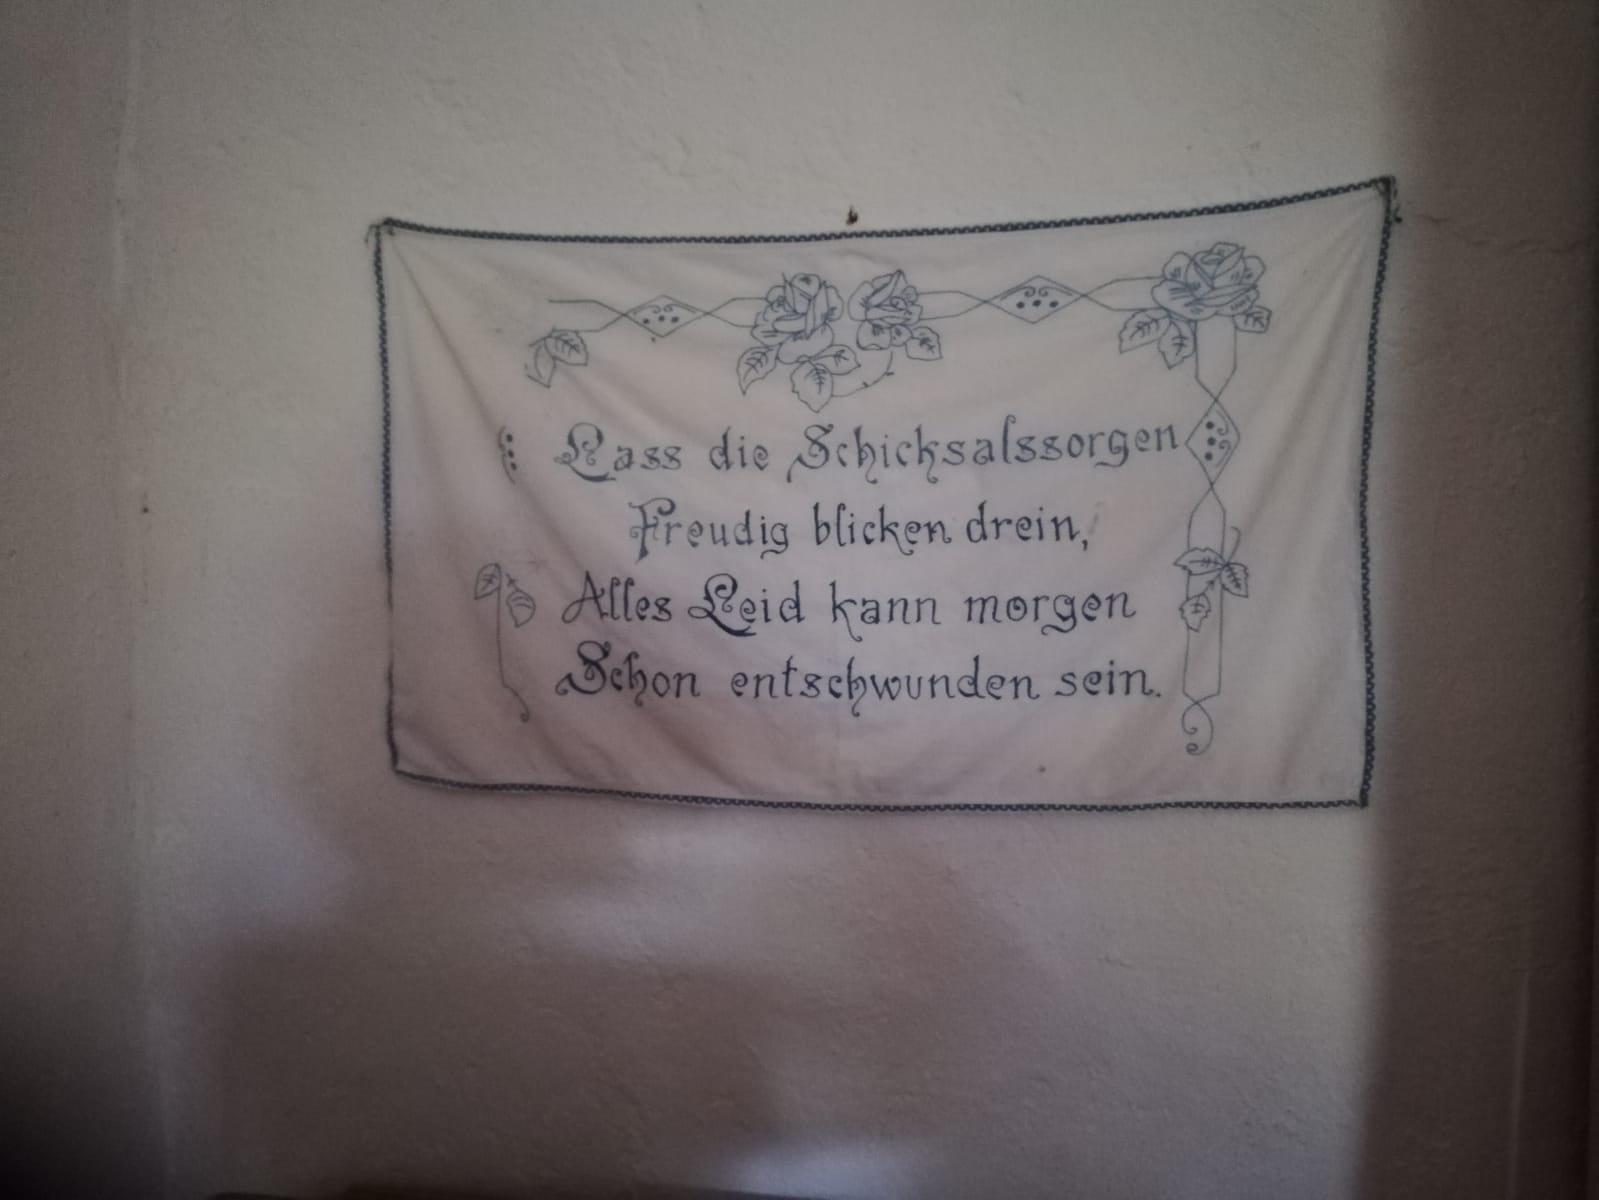 Lass die Schicksalssorgen
Freudig blicken drein,
Alles Leid kann morgen
Schon entschwunden sein.